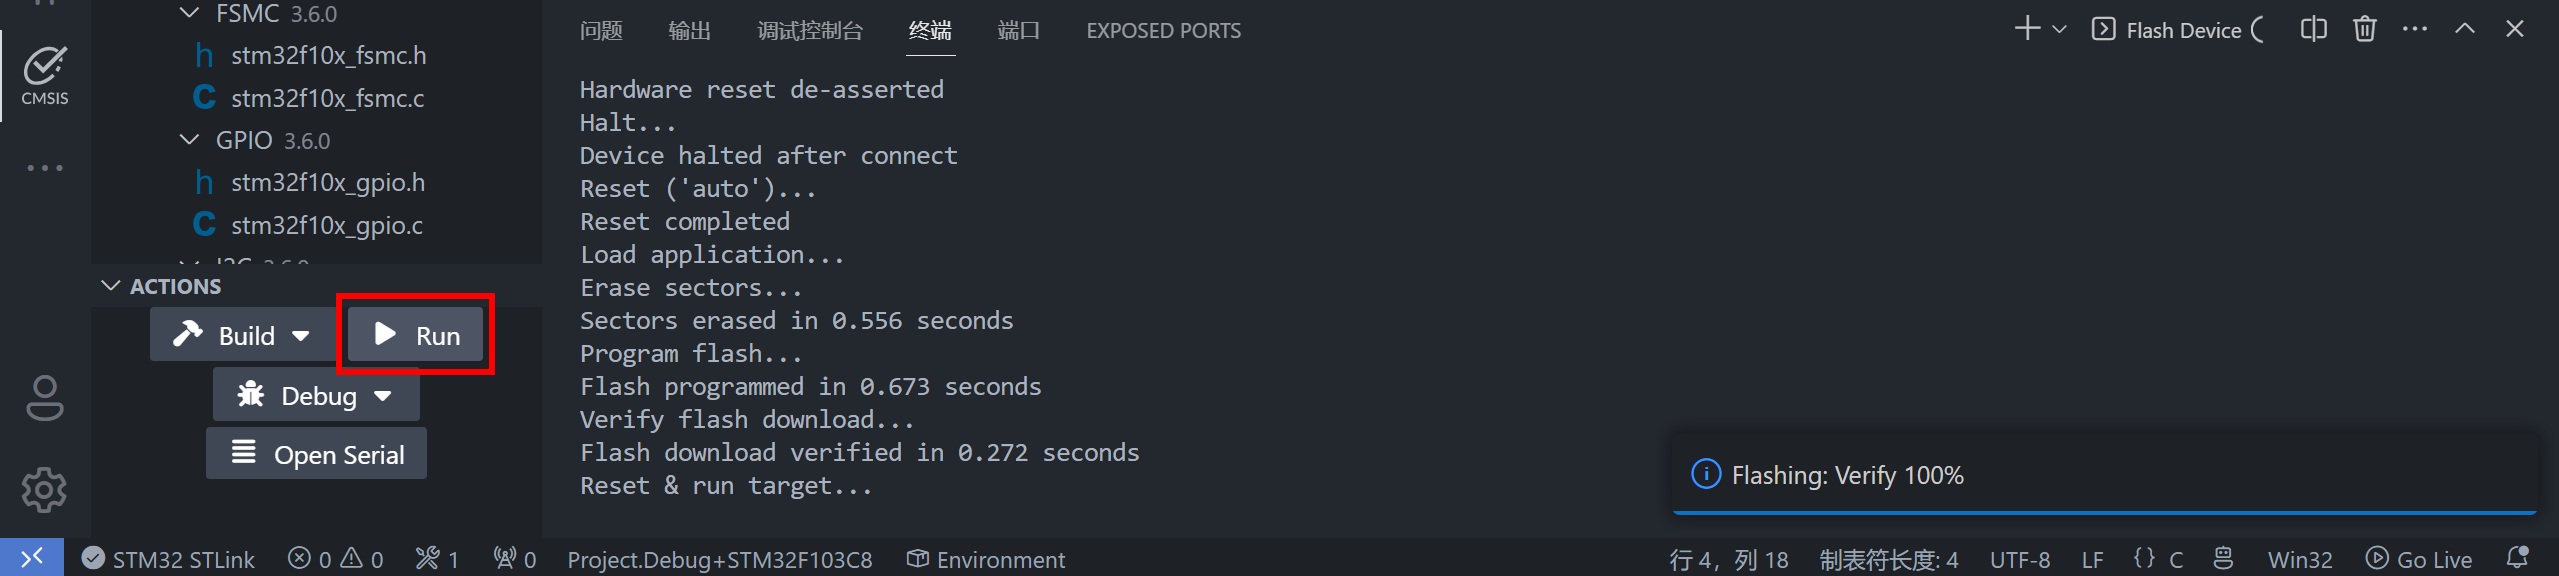 FSMC 3.6.0
stm32f10x_fsmc.h
stm32f10x_fsmc.c
GPIO 3.6.0
stm32f10x_gpio.h
stm32f10x_gpio.c
I2C 3.6.0
CMSIS
ACTIONS
Build
Run
Debug
Open Serial
问题 输出 调试控制台 终端 端口 EXPOSED PORTS
Flash Device
Hardware reset de-asserted
Halt...
Device halted after connect
Reset ('auto')...
Reset completed
Load application...
Erase sectors...
Sectors erased in 0.556 seconds
Program flash...
Flash programmed in 0.673 seconds
Verify flash download...
Flash download verified in 0.272 seconds
Reset & run target...
Flashing: Verify 100%
STM32 STLink 0 0 1 0 Project.Debug+STM32F103C8 Environment 行 4，列 18 制表符长度: 4 UTF-8 LF {} C Win32 Go Live